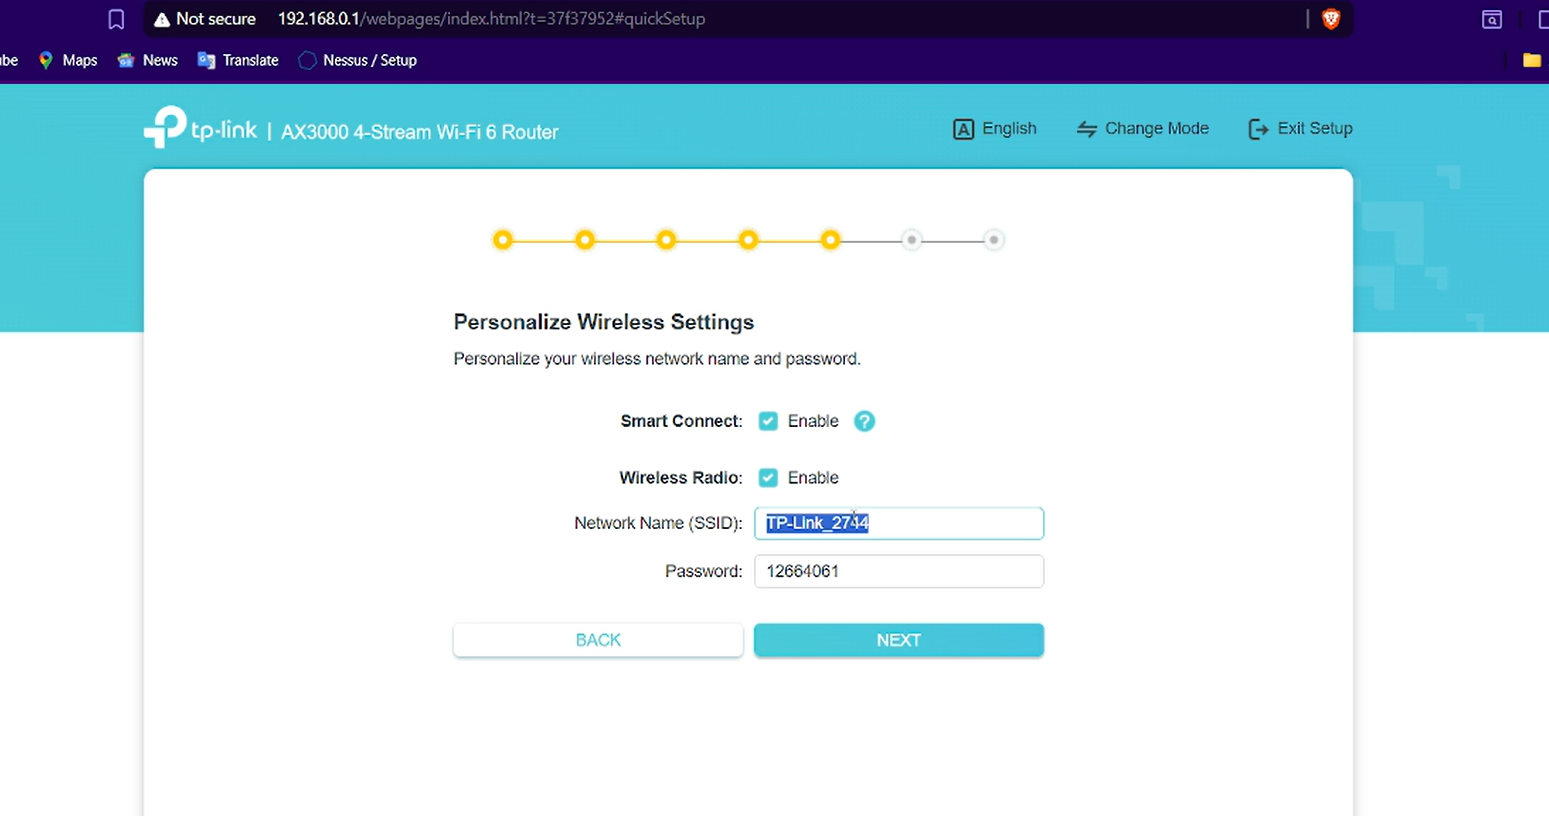 Not secure 192.168.0.1/webpages/index.html?t=37f37952#quickSetup
be Maps News Translate Nessus / Setup
tp-link | AX3000 4-Stream Wi-Fi 6 Router A English Change Mode Exit Setup
Personalize Wireless Settings
Personalize your wireless network name and password.
Smart Connect: Enable ?
Wireless Radio: Enable
Network Name (SSID): TP-Link_2744
Password: 12664061
BACK NEXT